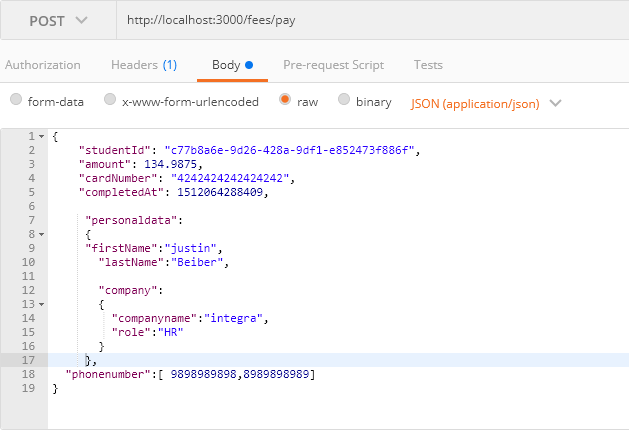 POST http://localhost:3000/fees/pay
Authorization Headers (1) Body Pre-request Script Tests
form-data x-www-form-urlencoded raw binary JSON (application/json)
1 {
2 "studentId": "c77b8a6e-9d26-428a-9df1-e852473f886f",
3 "amount": 134.9875,
4 "cardNumber": "4242424242424242",
5 "completedAt": 1512064288409,
6
7 "personaldata":
8 {
9 "firstName":"justin",
10 "lastName":"Beiber",
11
12 "company":
13 {
14 "companyname":"integra",
15 "role":"HR"
16 }
17 },
18 "phonenumber":[ 9898989898,8989898989]
19 }